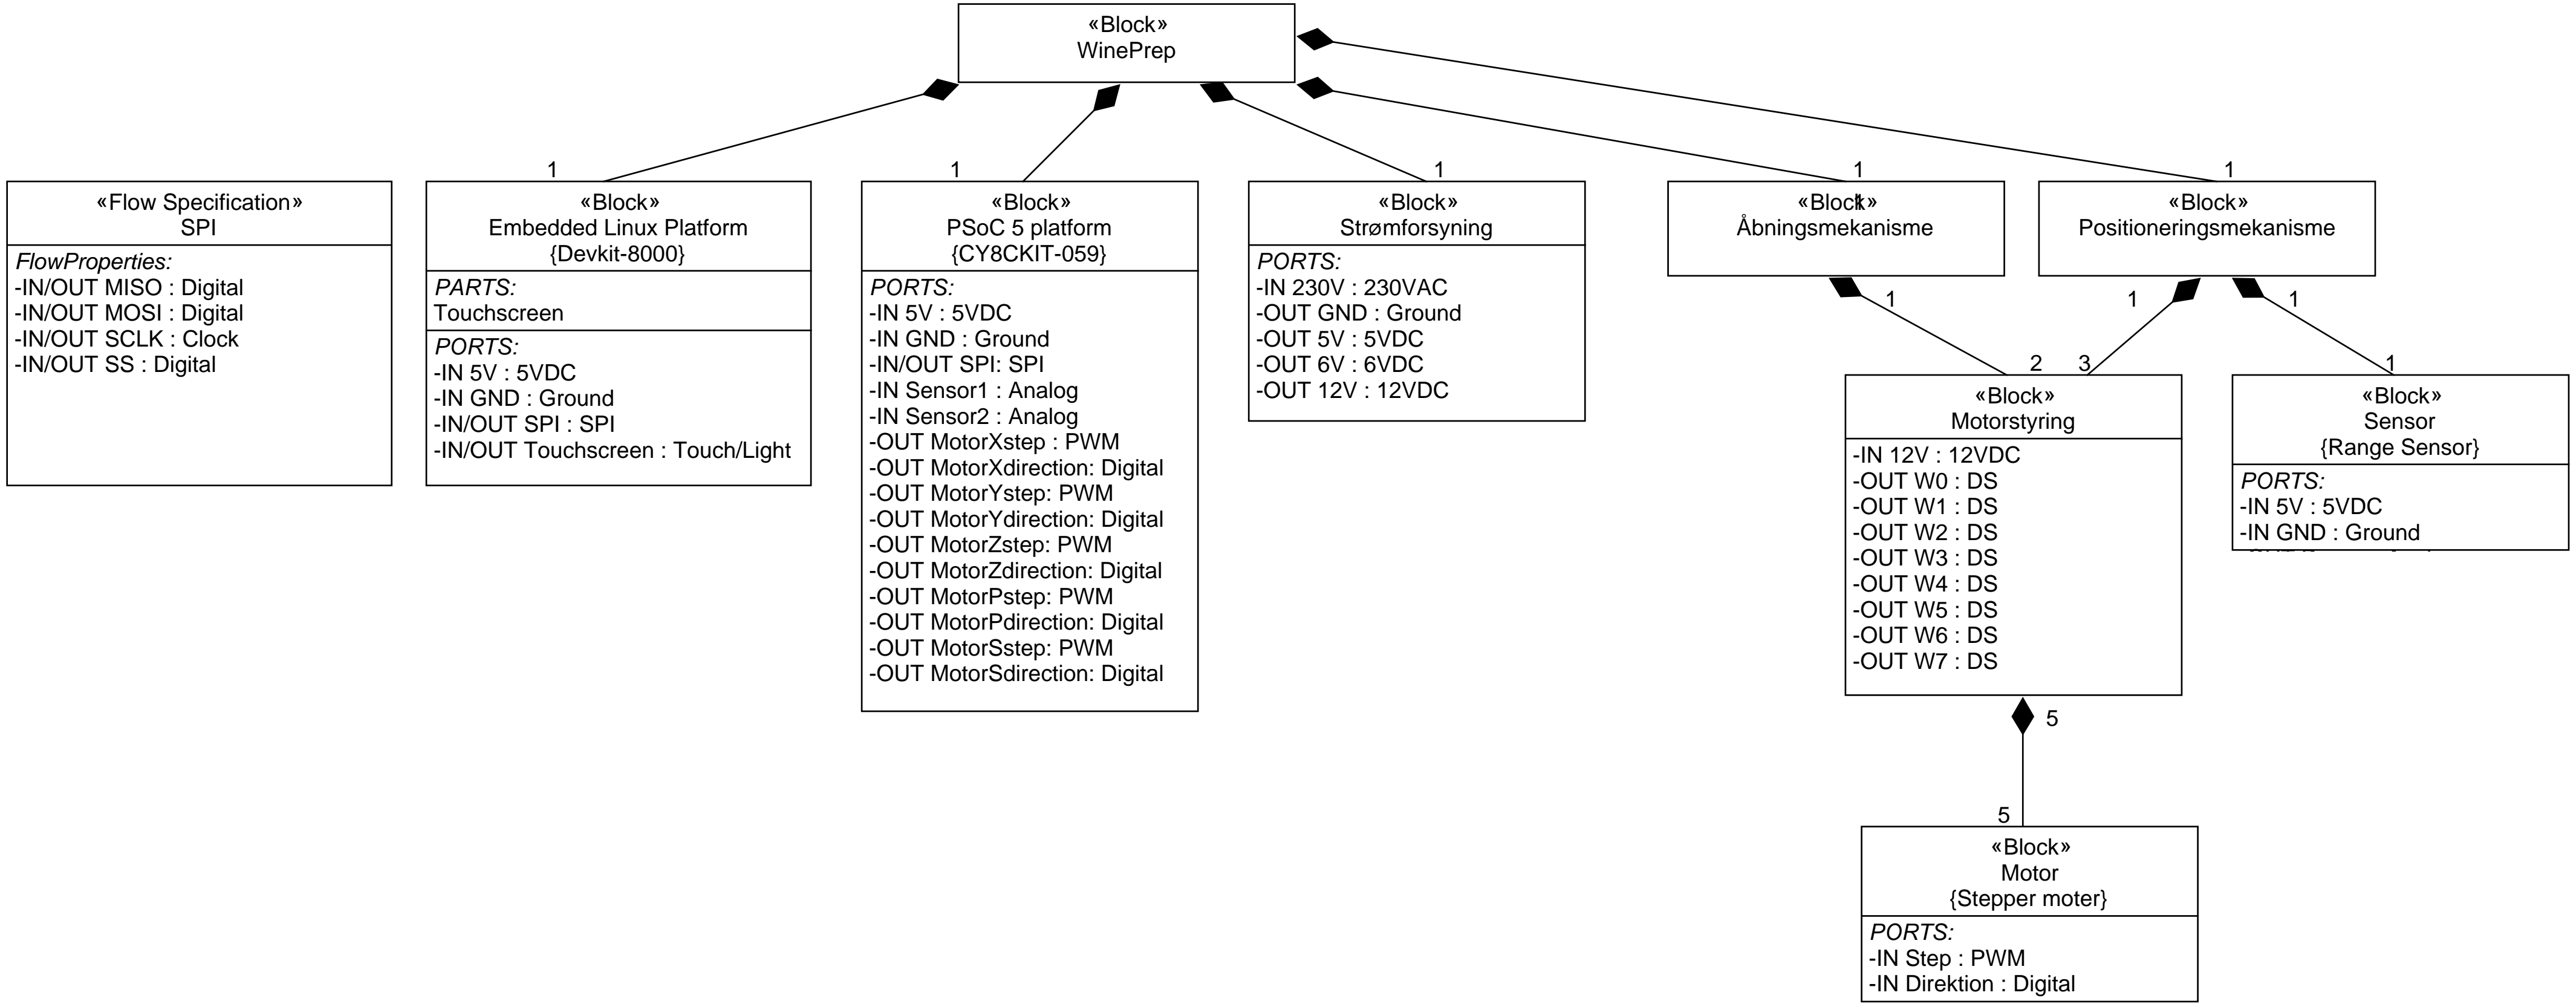 «Block»
WinePrep
1
1
1
1
1
«Flow Specification»
SPI
FlowProperties:
-IN/OUT MISO : Digital
-IN/OUT MOSI : Digital
-IN/OUT SCLK : Clock
-IN/OUT SS : Digital
«Block»
Embedded Linux Platform
{Devkit-8000}
PARTS:
Touchscreen
PORTS:
-IN 5V : 5VDC
-IN GND : Ground
-IN/OUT SPI : SPI
-IN/OUT Touchscreen : Touch/Light
«Block»
PSoC 5 platform
{CY8CKIT-059}
PORTS:
-IN 5V : 5VDC
-IN GND : Ground
-IN/OUT SPI: SPI
-IN Sensor1 : Analog
-IN Sensor2 : Analog
-OUT MotorXstep : PWM
-OUT MotorXdirection: Digital
-OUT MotorYstep: PWM
-OUT MotorYdirection: Digital
-OUT MotorZstep: PWM
-OUT MotorZdirection: Digital
-OUT MotorPstep: PWM
-OUT MotorPdirection: Digital
-OUT MotorSstep: PWM
-OUT MotorSdirection: Digital
«Block»
Strømforsyning
PORTS:
-IN 230V : 230VAC
-OUT GND : Ground
-OUT 5V : 5VDC
-OUT 6V : 6VDC
-OUT 12V : 12VDC
«Block»
1
Åbningsmekanisme
«Block»
Positioneringsmekanisme
1
1
1
2
3
1
«Block»
Motorstyring
-IN 12V : 12VDC
-OUT W0 : DS
-OUT W1 : DS
-OUT W2 : DS
-OUT W3 : DS
-OUT W4 : DS
-OUT W5 : DS
-OUT W6 : DS
-OUT W7 : DS
«Block»
Sensor
{Range Sensor}
PORTS:
-IN 5V : 5VDC
-IN GND : Ground
5
5
«Block»
Motor
{Stepper moter}
PORTS:
-IN Step : PWM
-IN Direktion : Digital